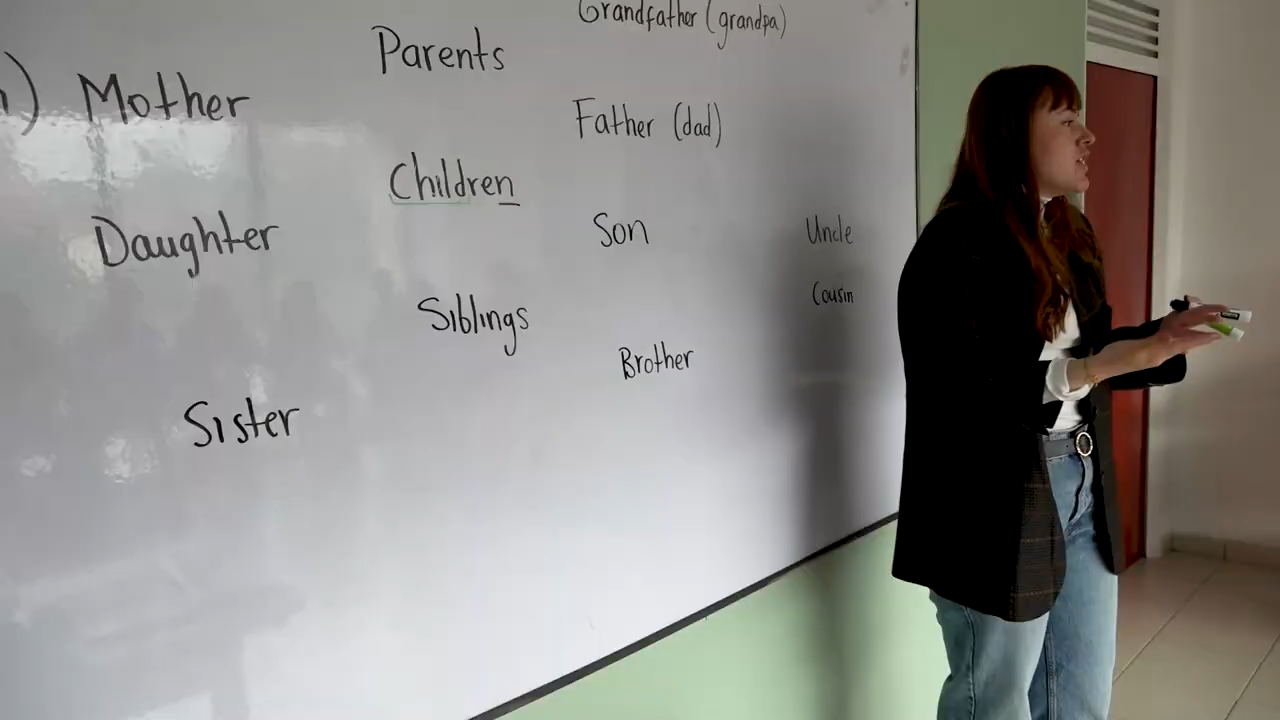 Grandfather (grandpa)
Parents
Mother
Father (dad)
Children
Daughter
Son
Uncle
Siblings
Cousin
Brother
Sister